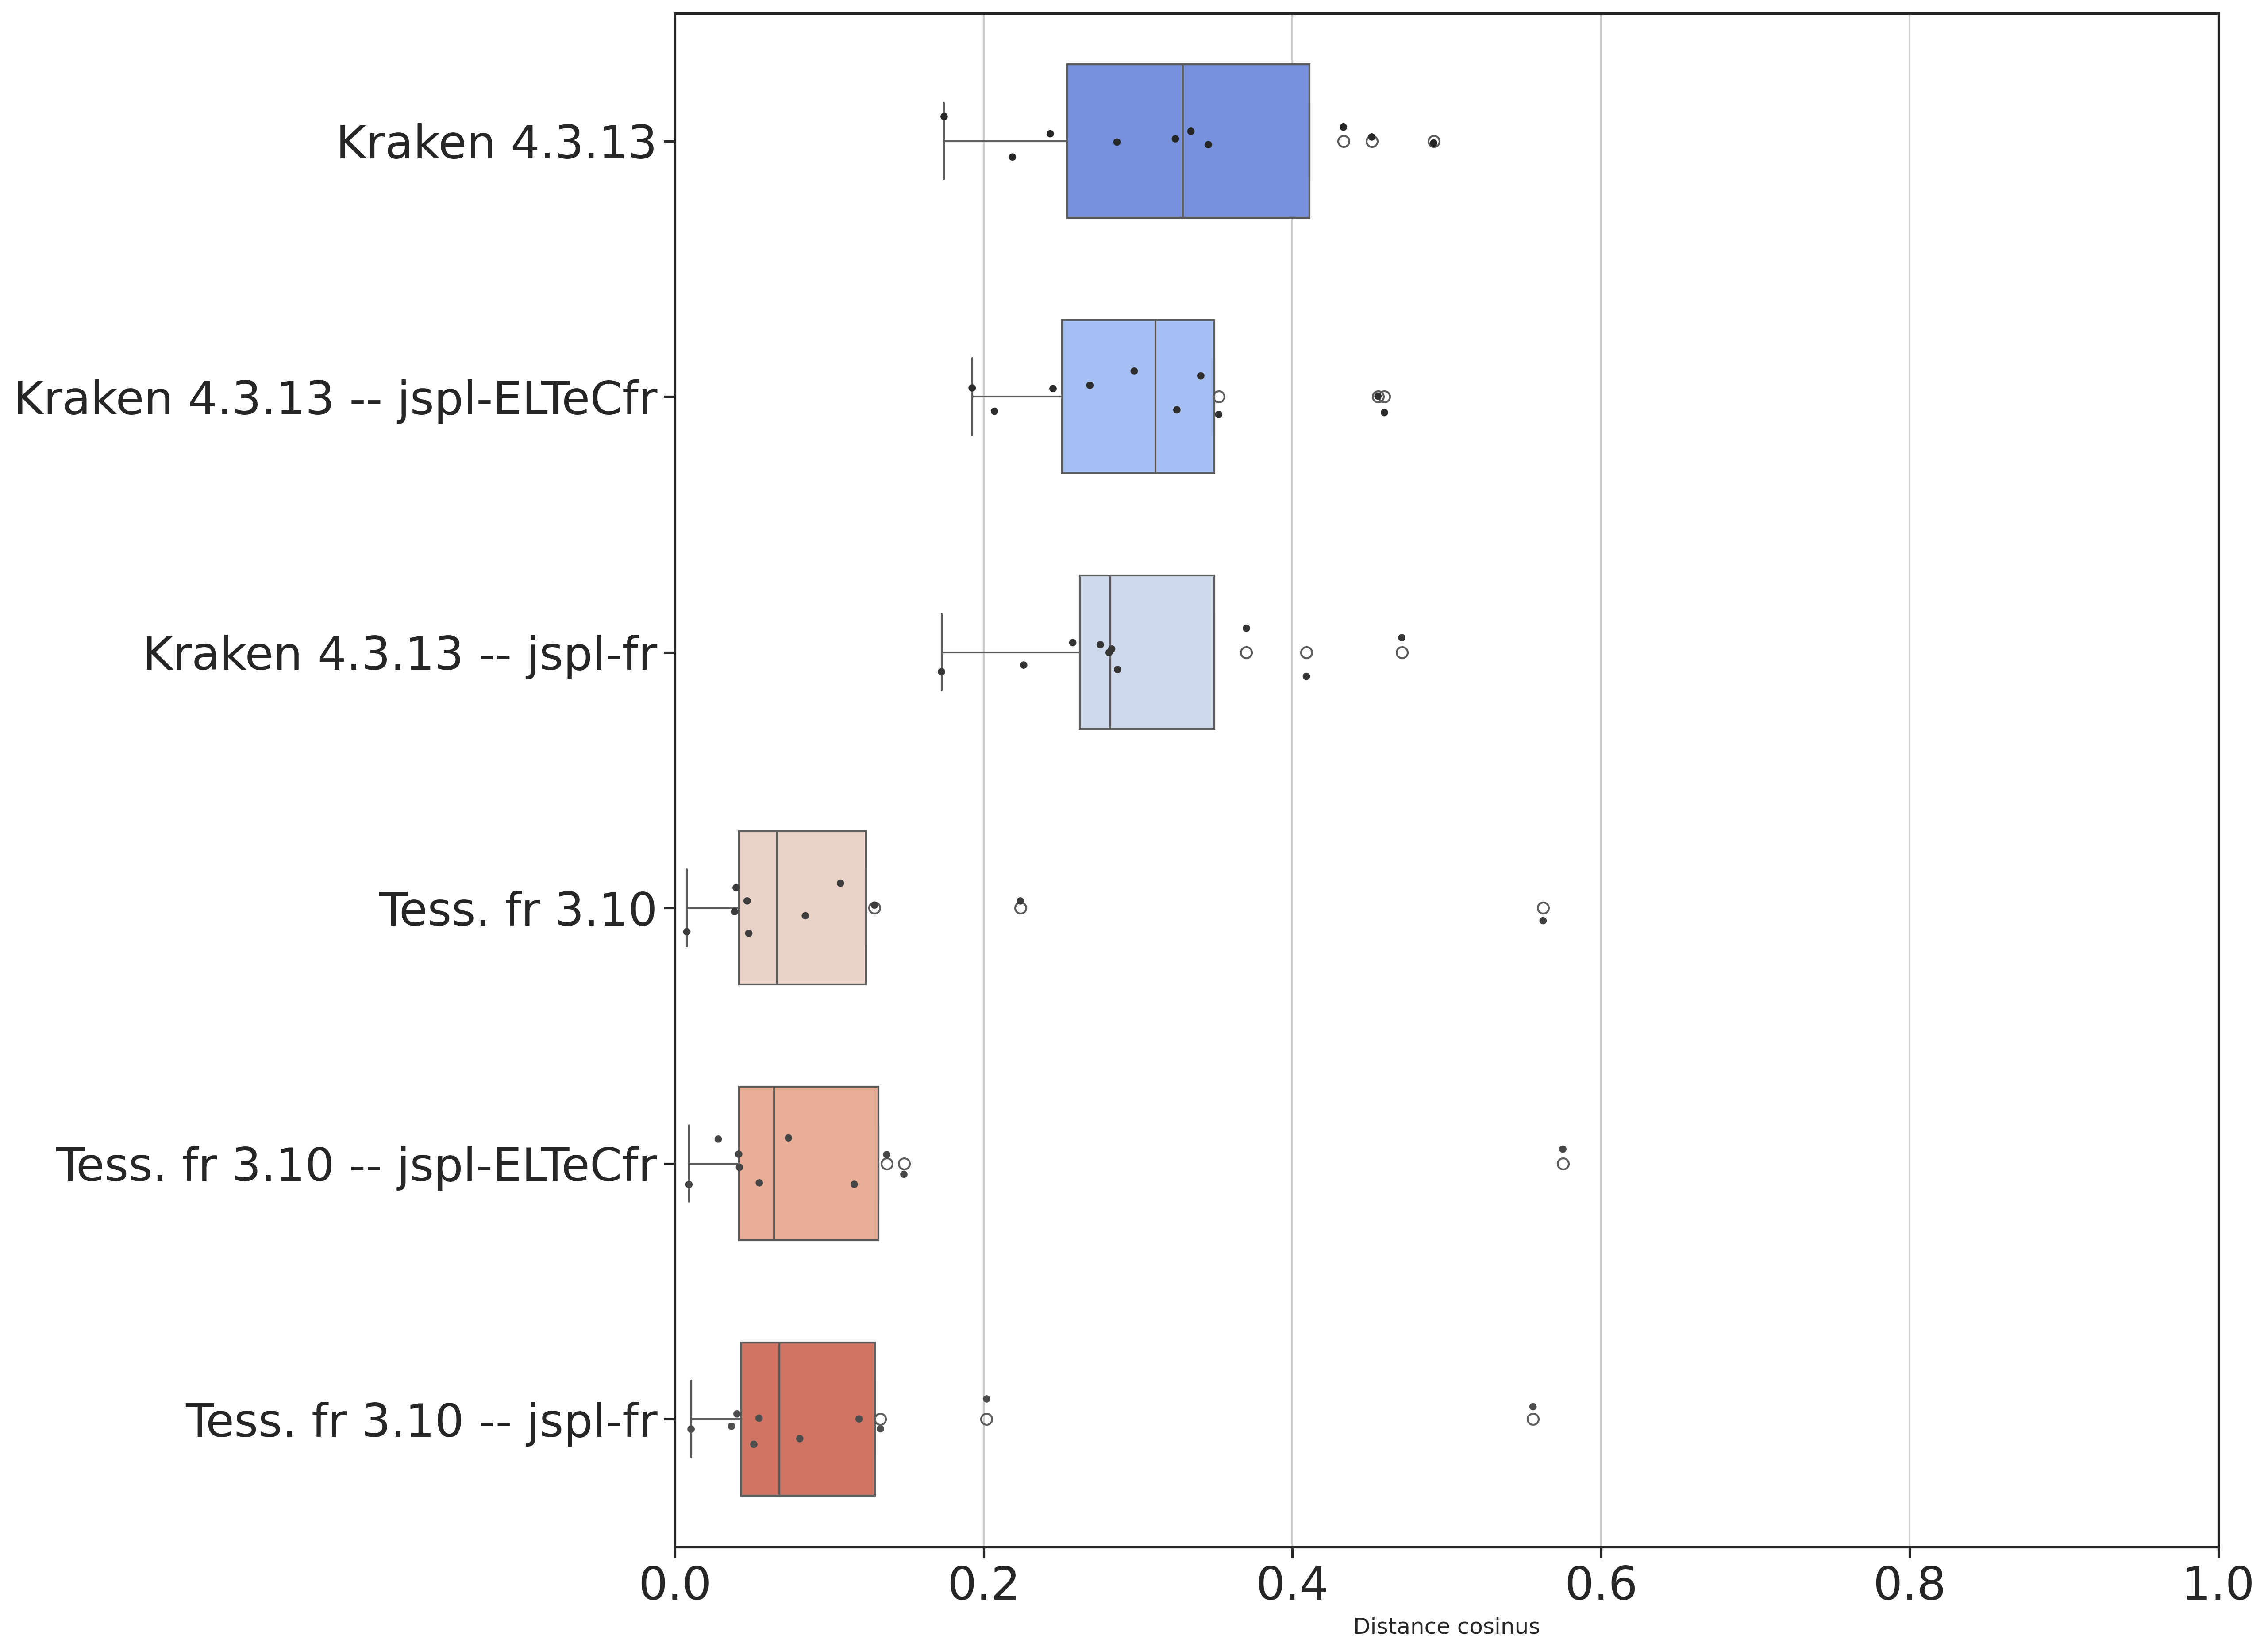 Kraken 4.3.13
Kraken 4.3.13 -- jspl-ELTeCfr
Kraken 4.3.13 -- jspl-fr
Tess. fr 3.10
Tess. fr 3.10 -- jspl-ELTeCfr
Tess. fr 3.10 -- jspl-fr
0.0 0.2 0.4 0.6 0.8 1.0
Distance cosinus